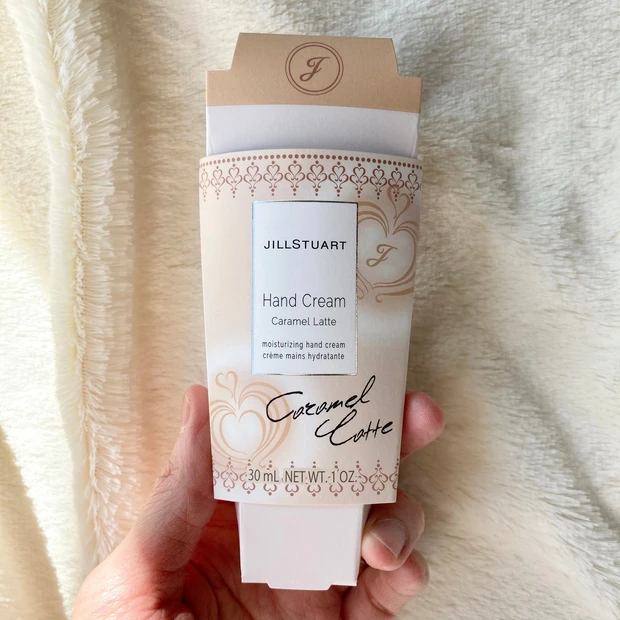 J
JILLSTUART
J
Hand Cream
Caramel Latte
moisturizing hand cream
crème mains hydratante
Caramel
Latte
30 mL NET WT. 1 OZ.